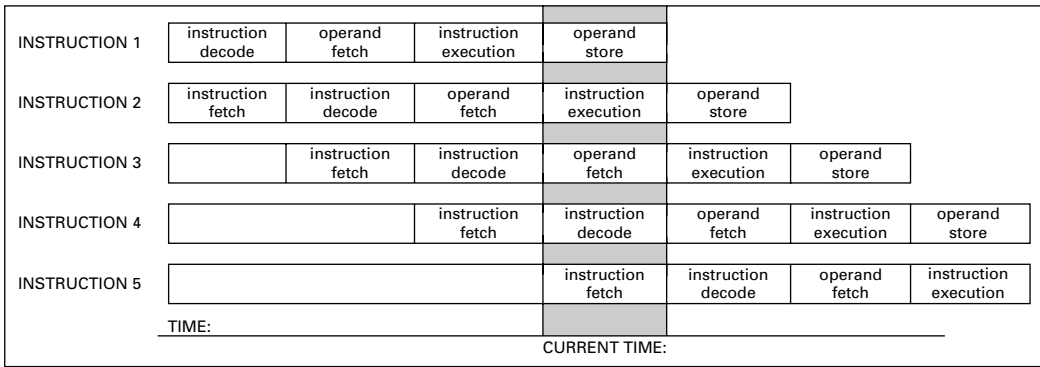 INSTRUCTION 1
instruction decode
operand fetch
instruction execution
operand store
INSTRUCTION 2
instruction fetch
instruction decode
operand fetch
instruction execution
operand store
INSTRUCTION 3
instruction fetch
instruction decode
operand fetch
instruction execution
operand store
INSTRUCTION 4
instruction fetch
instruction decode
operand fetch
instruction execution
operand store
INSTRUCTION 5
instruction fetch
instruction decode
operand fetch
instruction execution
TIME:
CURRENT TIME: